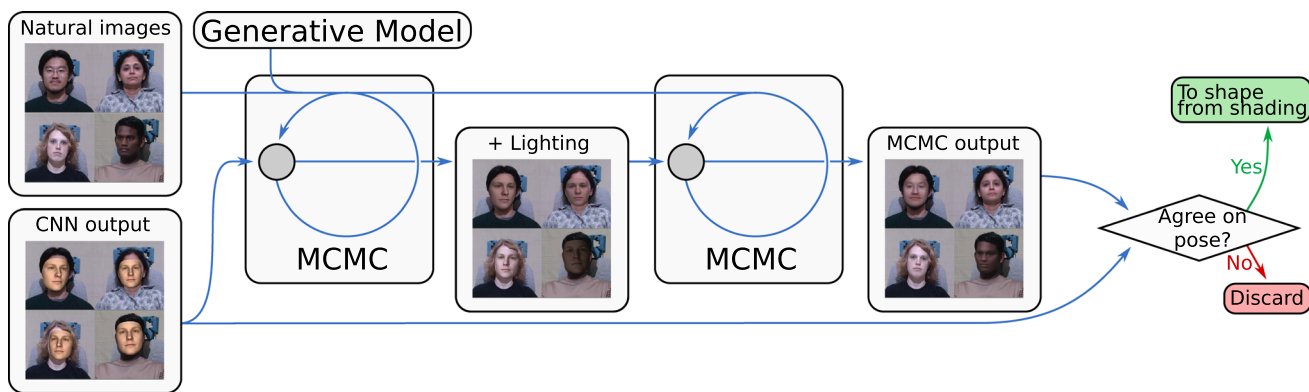 Natural images
Generative Model
CNN output
MCMC
+ Lighting
MCMC
MCMC output
Agree on
pose?
Yes
To shape
from shading
No
Discard